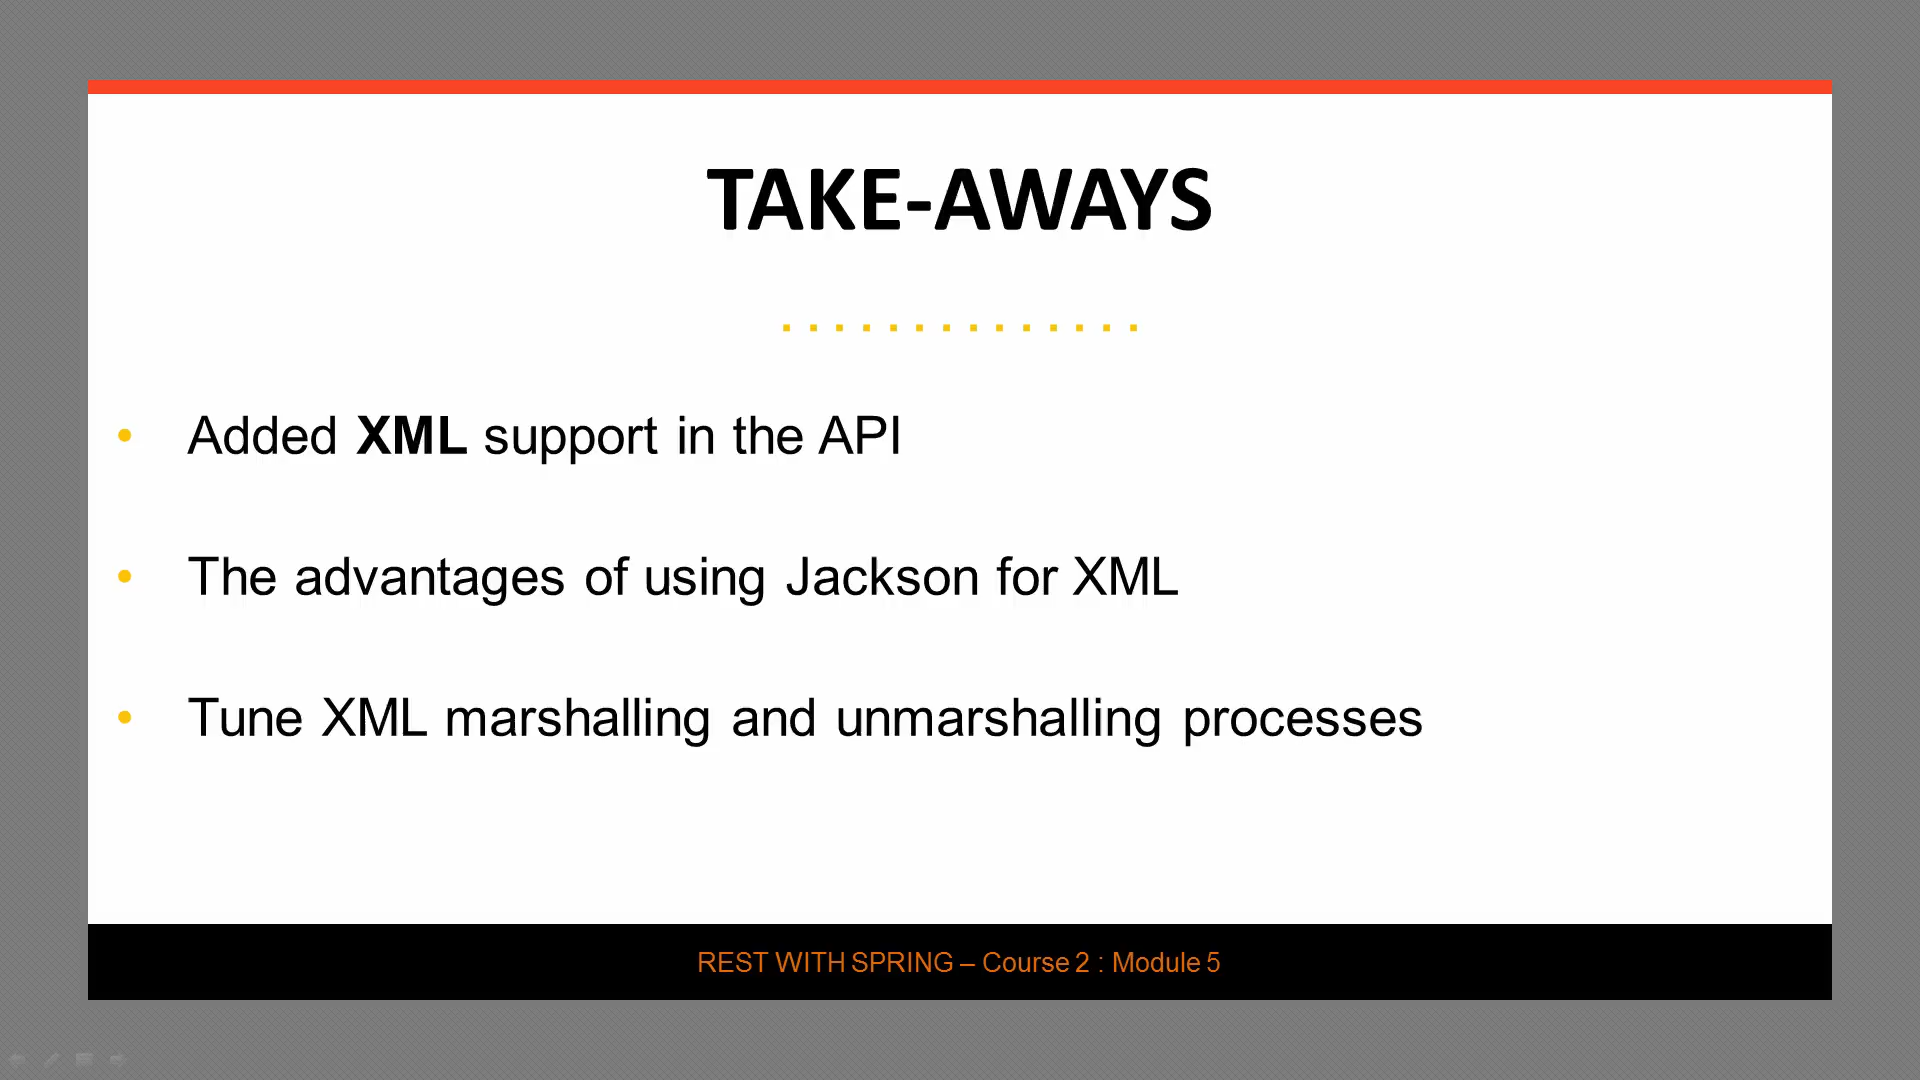 TAKE-AWAYS
• Added XML support in the API
• The advantages of using Jackson for XML
• Tune XML marshalling and unmarshalling processes
REST WITH SPRING – Course 2 : Module 5